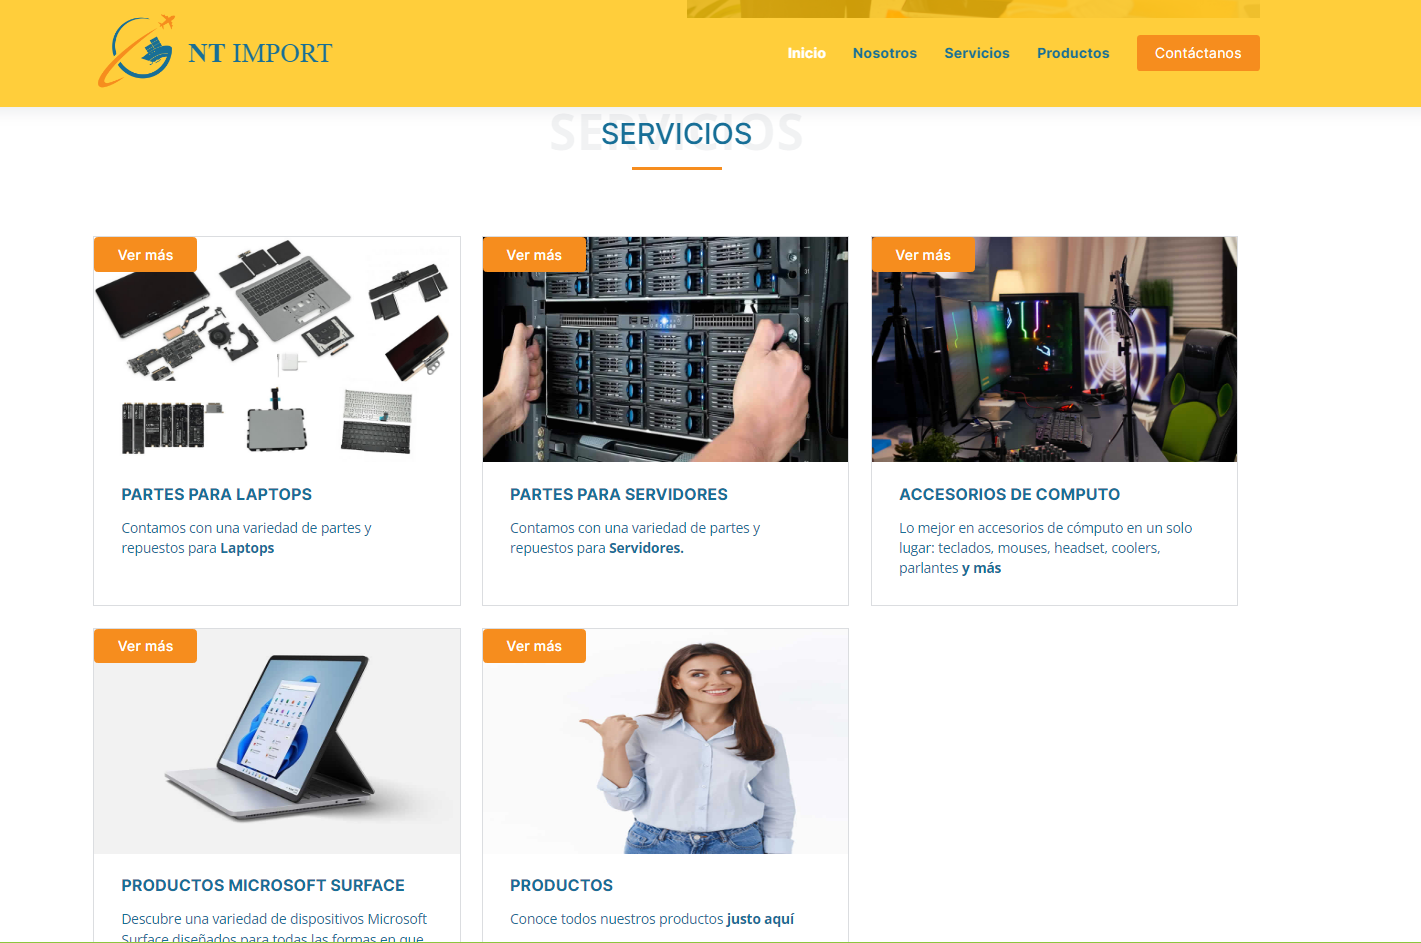 NT IMPORT
Inicio
Nosotros
Servicios
Productos
Contáctanos
SERVICIOS
SERVICIOS
Ver más
Ver más
Ver más
PARTES PARA LAPTOPS
Contamos con una variedad de partes y
repuestos para Laptops
PARTES PARA SERVIDORES
Contamos con una variedad de partes y
repuestos para Servidores.
ACCESORIOS DE COMPUTO
Lo mejor en accesorios de cómputo en un solo
lugar: teclados, mouses, headset, coolers,
parlantes y más
Ver más
Ver más
PRODUCTOS MICROSOFT SURFACE
Descubre una variedad de dispositivos Microsoft
Surface diseñados para todas las formas en que
PRODUCTOS
Conoce todos nuestros productos justo aquí